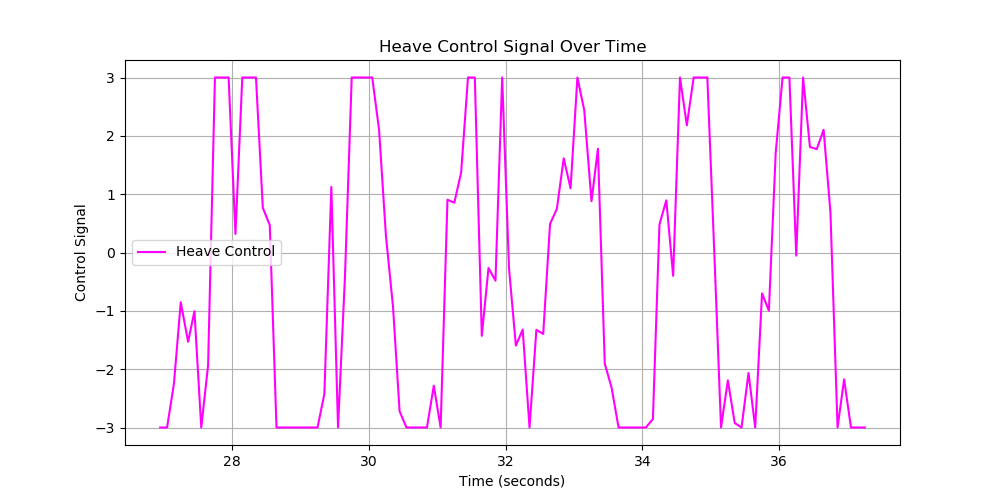 Heave Control Signal Over Time
3
2
1
0
−1
−2
−3
Control Signal
Heave Control
28 30 32 34 36
Time (seconds)